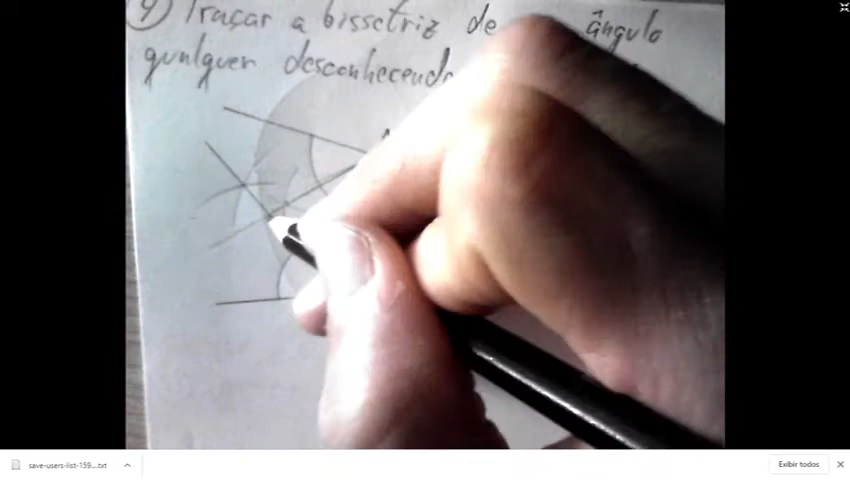 9) Traçar a bissetriz de ângulo
qualquer desconhecendo
save-users-list-159....txt
Exibir todos